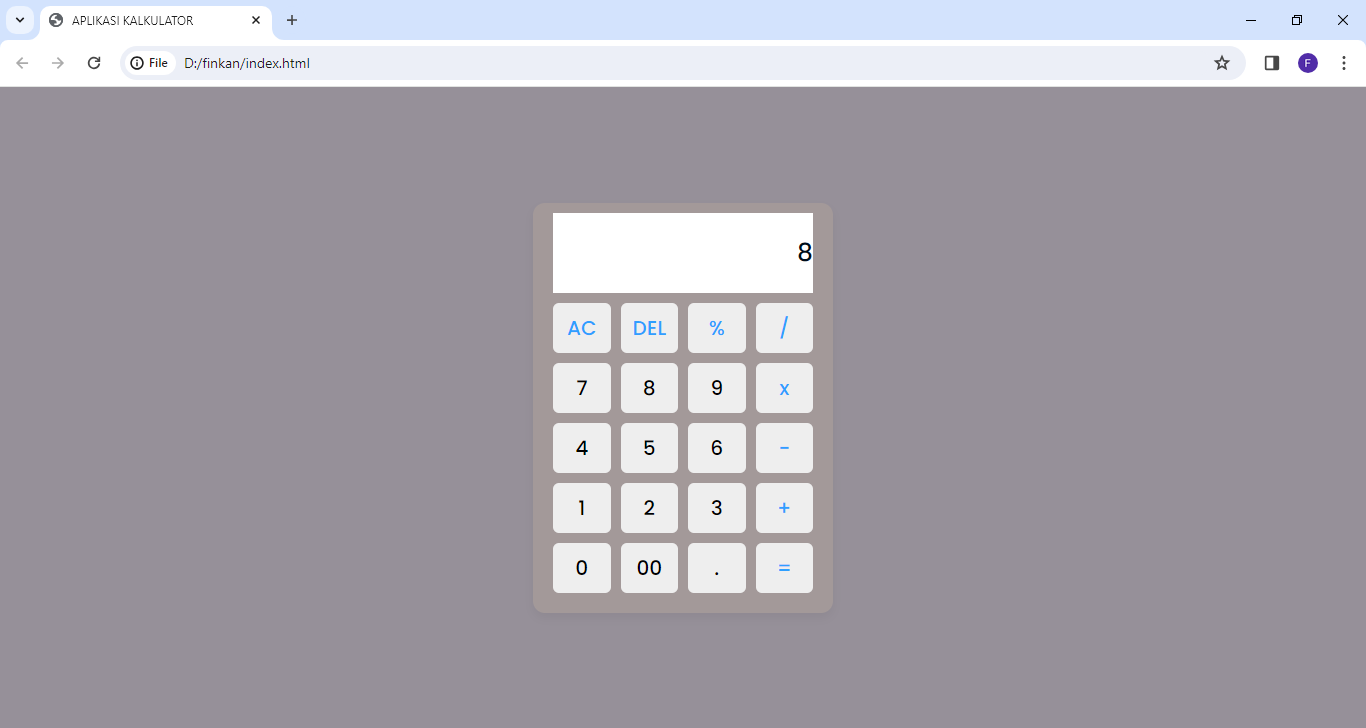 APLIKASI KALKULATOR
File D:/finkan/index.html F
8
AC DEL % /
7 8 9 x
4 5 6 -
1 2 3 +
0 00 . =